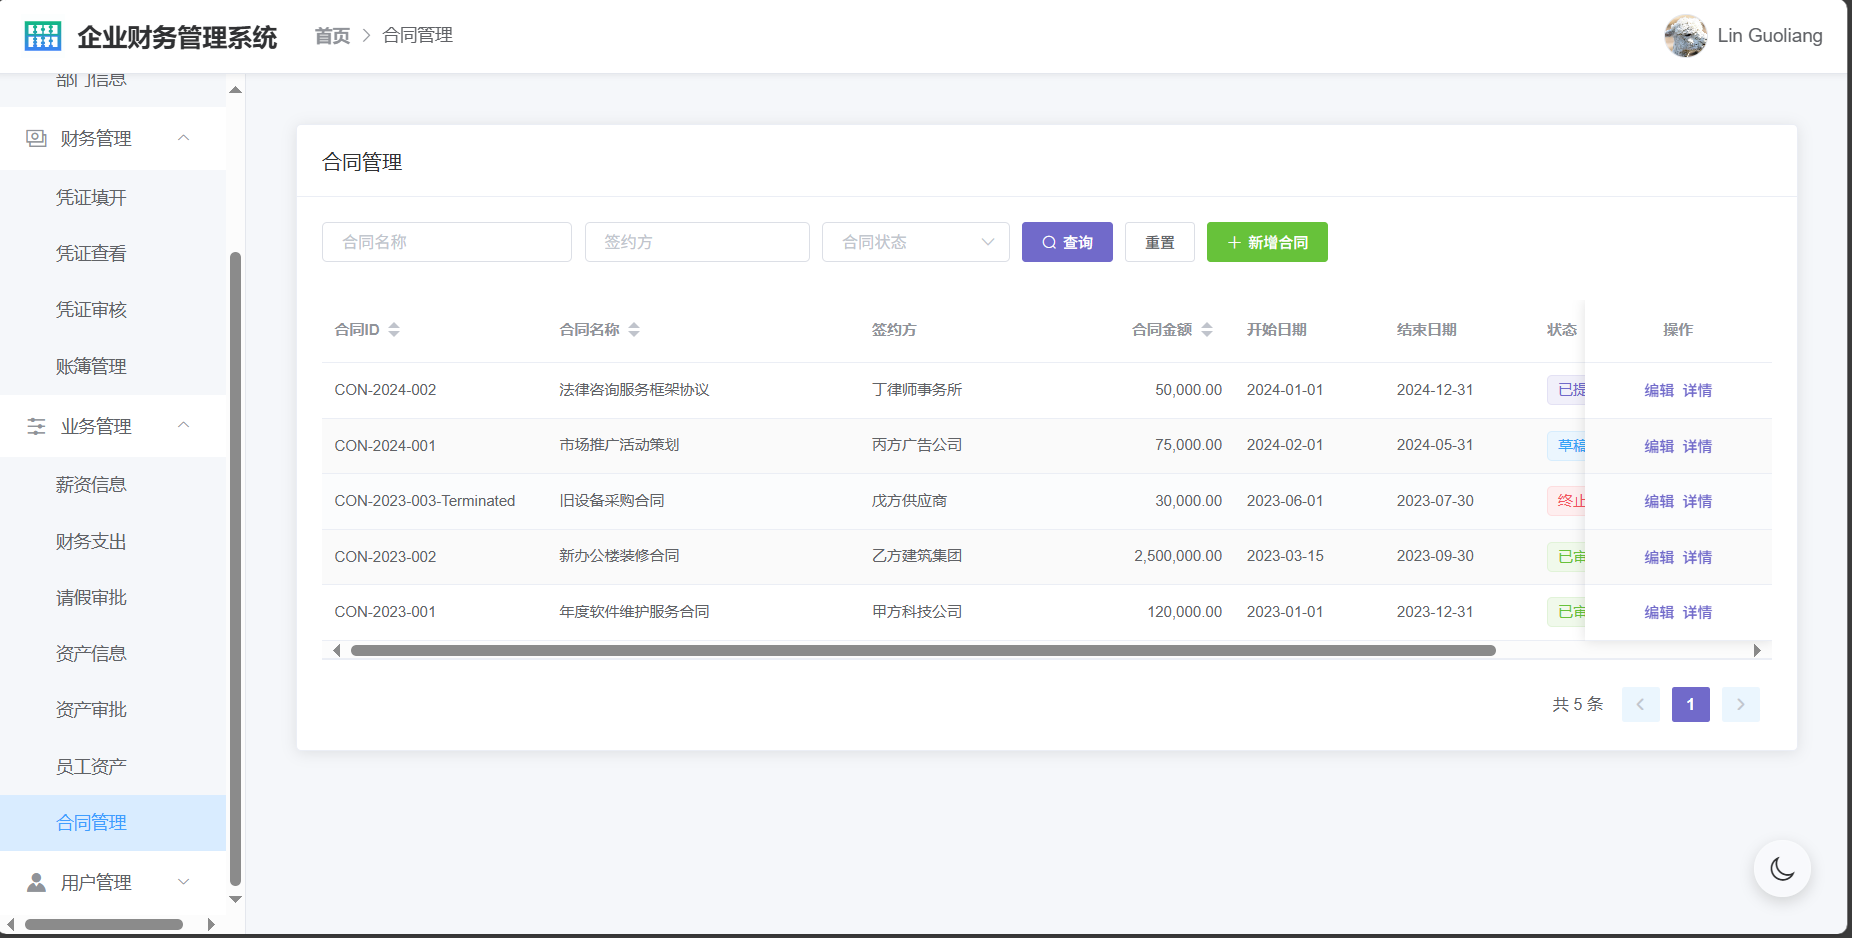 企业财务管理系统
首页 > 合同管理
Lin Guoliang
部门信息
财务管理
凭证填开
凭证查看
凭证审核
账簿管理
业务管理
薪资信息
财务支出
请假审批
资产信息
资产审批
员工资产
合同管理
用户管理
合同管理
合同名称 签约方 合同状态 查询 重置 新增合同
合同ID 合同名称 签约方 合同金额 开始日期 结束日期 状态 操作
CON-2024-002 法律咨询服务框架协议 丁律师事务所 50,000.00 2024-01-01 2024-12-31 已提 编辑 详情
CON-2024-001 市场推广活动策划 丙方广告公司 75,000.00 2024-02-01 2024-05-31 草稿 编辑 详情
CON-2023-003-Terminated 旧设备采购合同 戊方供应商 30,000.00 2023-06-01 2023-07-30 终止 编辑 详情
CON-2023-002 新办公楼装修合同 乙方建筑集团 2,500,000.00 2023-03-15 2023-09-30 已审 编辑 详情
CON-2023-001 年度软件维护服务合同 甲方科技公司 120,000.00 2023-01-01 2023-12-31 已审 编辑 详情
共 5 条 1